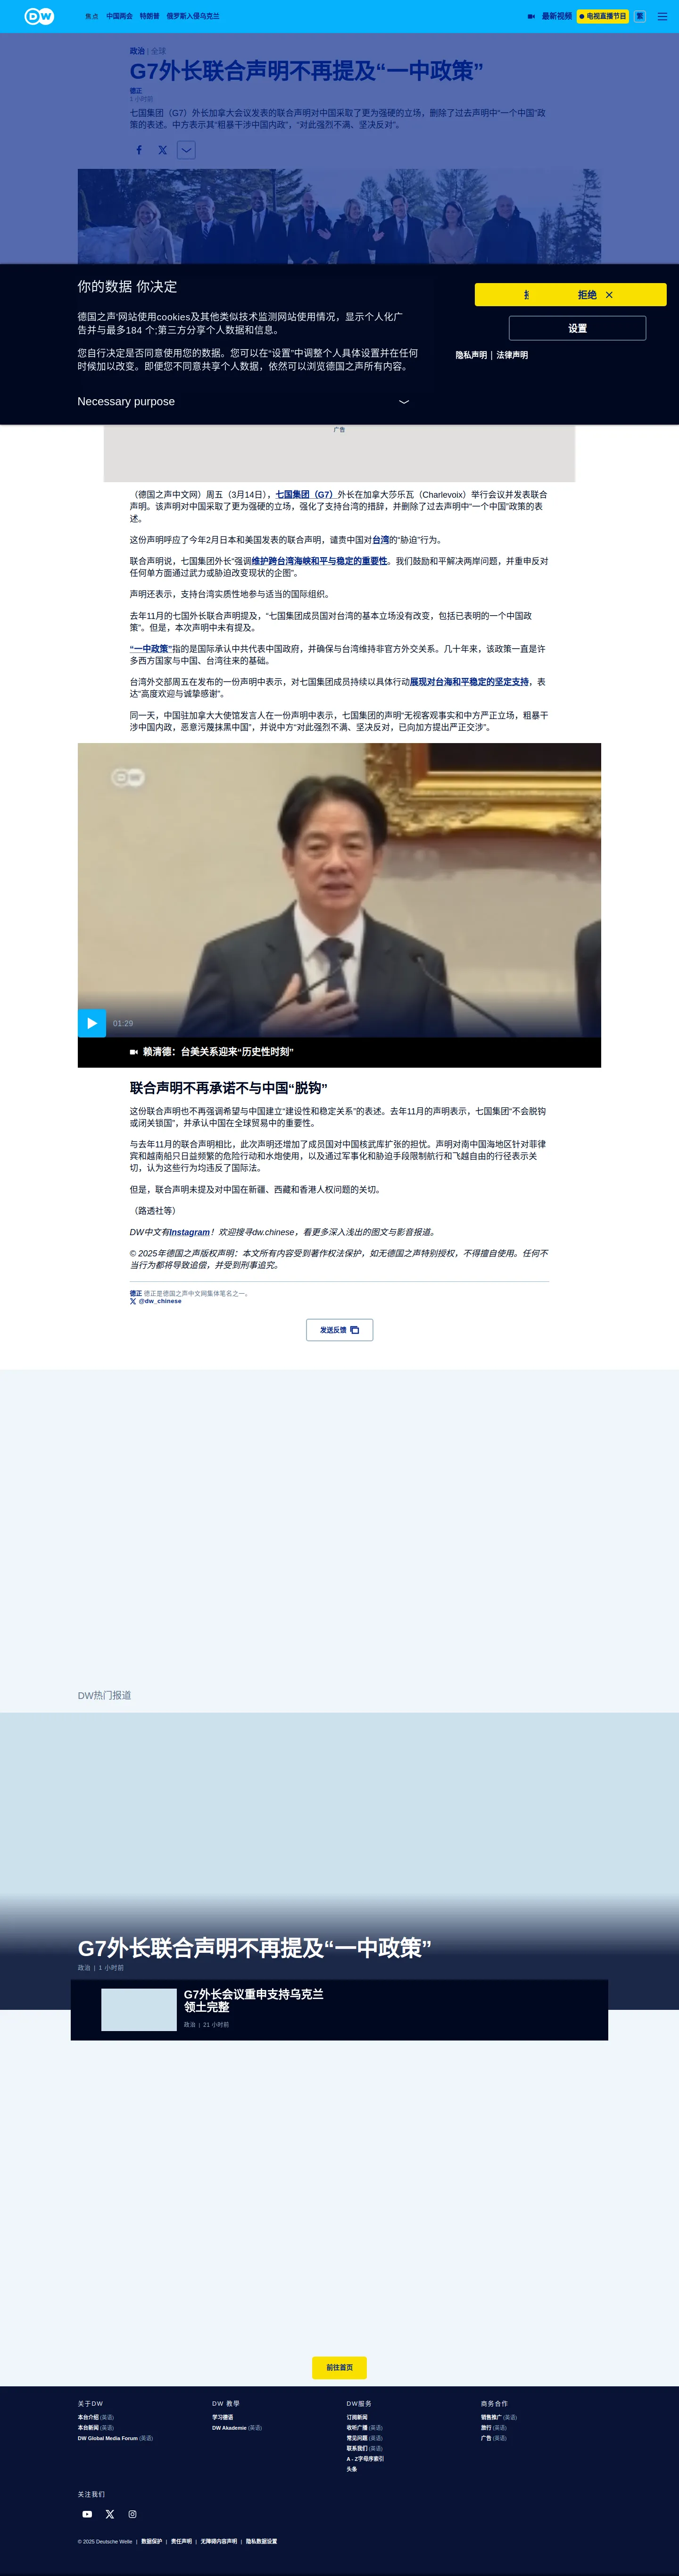 DW 焦点 中国两会 特朗普 俄罗斯入侵乌克兰 最新视频 电视直播节目 繁
政治 | 全球
G7外长联合声明不再提及“一中政策”
德正
1 小时前
七国集团（G7）外长加拿大会议发表的联合声明对中国采取了更为强硬的立场，删除了过去声明中“一个中国”政
策的表述。中方表示其“粗暴干涉中国内政”，“对此强烈不满、坚决反对”。
你的数据 你决定
拒绝
设置
隐私声明 | 法律声明
德国之声'网站使用cookies及其他类似技术监测网站使用情况，显示个人化广
告并与最多184 个;第三方分享个人数据和信息。
您自行决定是否同意使用您的数据。您可以在“设置”中调整个人具体设置并在任何
时候加以改变。即便您不同意共享个人数据，依然可以浏览德国之声所有内容。
Necessary purpose
广告
（德国之声中文网）周五（3月14日），七国集团（G7）外长在加拿大莎乐瓦（Charlevoix）举行会议并发表联合
声明。该声明对中国采取了更为强硬的立场，强化了支持台湾的措辞，并删除了过去声明中“一个中国”政策的表
述。
这份声明呼应了今年2月日本和美国发表的联合声明，谴责中国对台湾的“胁迫”行为。
联合声明说，七国集团外长“强调维护跨台湾海峡和平与稳定的重要性。我们鼓励和平解决两岸问题，并重申反对
任何单方面通过武力或胁迫改变现状的企图”。
声明还表示，支持台湾实质性地参与适当的国际组织。
去年11月的七国外长联合声明提及，“七国集团成员国对台湾的基本立场没有改变，包括已表明的一个中国政
策”。但是，本次声明中未有提及。
“一中政策”指的是国际承认中共代表中国政府，并确保与台湾维持非官方外交关系。几十年来，该政策一直是许
多西方国家与中国、台湾往来的基础。
台湾外交部周五在发布的一份声明中表示，对七国集团成员持续以具体行动展现对台海和平稳定的坚定支持，表
达“高度欢迎与诚挚感谢”。
同一天，中国驻加拿大大使馆发言人在一份声明中表示，七国集团的声明“无视客观事实和中方严正立场，粗暴干
涉中国内政，恶意污蔑抹黑中国”，并说中方“对此强烈不满、坚决反对，已向加方提出严正交涉”。
DW
01:29
赖清德：台美关系迎来“历史性时刻”
联合声明不再承诺不与中国“脱钩”
这份联合声明也不再强调希望与中国建立“建设性和稳定关系”的表述。去年11月的声明表示，七国集团“不会脱钩
或闭关锁国”，并承认中国在全球贸易中的重要性。
与去年11月的联合声明相比，此次声明还增加了成员国对中国核武库扩张的担忧。声明对南中国海地区针对菲律
宾和越南船只日益频繁的危险行动和水炮使用，以及通过军事化和胁迫手段限制航行和飞越自由的行径表示关
切，认为这些行为均违反了国际法。
但是，联合声明未提及对中国在新疆、西藏和香港人权问题的关切。
（路透社等）
DW中文有Instagram！欢迎搜寻dw.chinese，看更多深入浅出的图文与影音报道。
© 2025年德国之声版权声明：本文所有内容受到著作权法保护，如无德国之声特别授权，不得擅自使用。任何不
当行为都将导致追偿，并受到刑事追究。
德正 德正是德国之声中文网集体笔名之一。
@dw_chinese
发送反馈
DW热门报道
G7外长联合声明不再提及“一中政策”
政治 | 1 小时前
G7外长会议重申支持乌克兰
领土完整
政治 | 21 小时前
前往首页
关于DW
本台介绍 (英语)
本台新闻 (英语)
DW Global Media Forum (英语)
DW 教學
学习德语
DW Akademie (英语)
DW服务
订阅新闻
收听广播 (英语)
常见问题 (英语)
联系我们 (英语)
A - Z字母序索引
头条
商务合作
销售推广 (英语)
旅行 (英语)
广告 (英语)
关注我们
© 2025 Deutsche Welle | 数据保护 | 责任声明 | 无障碍内容声明 | 隐私数据设置